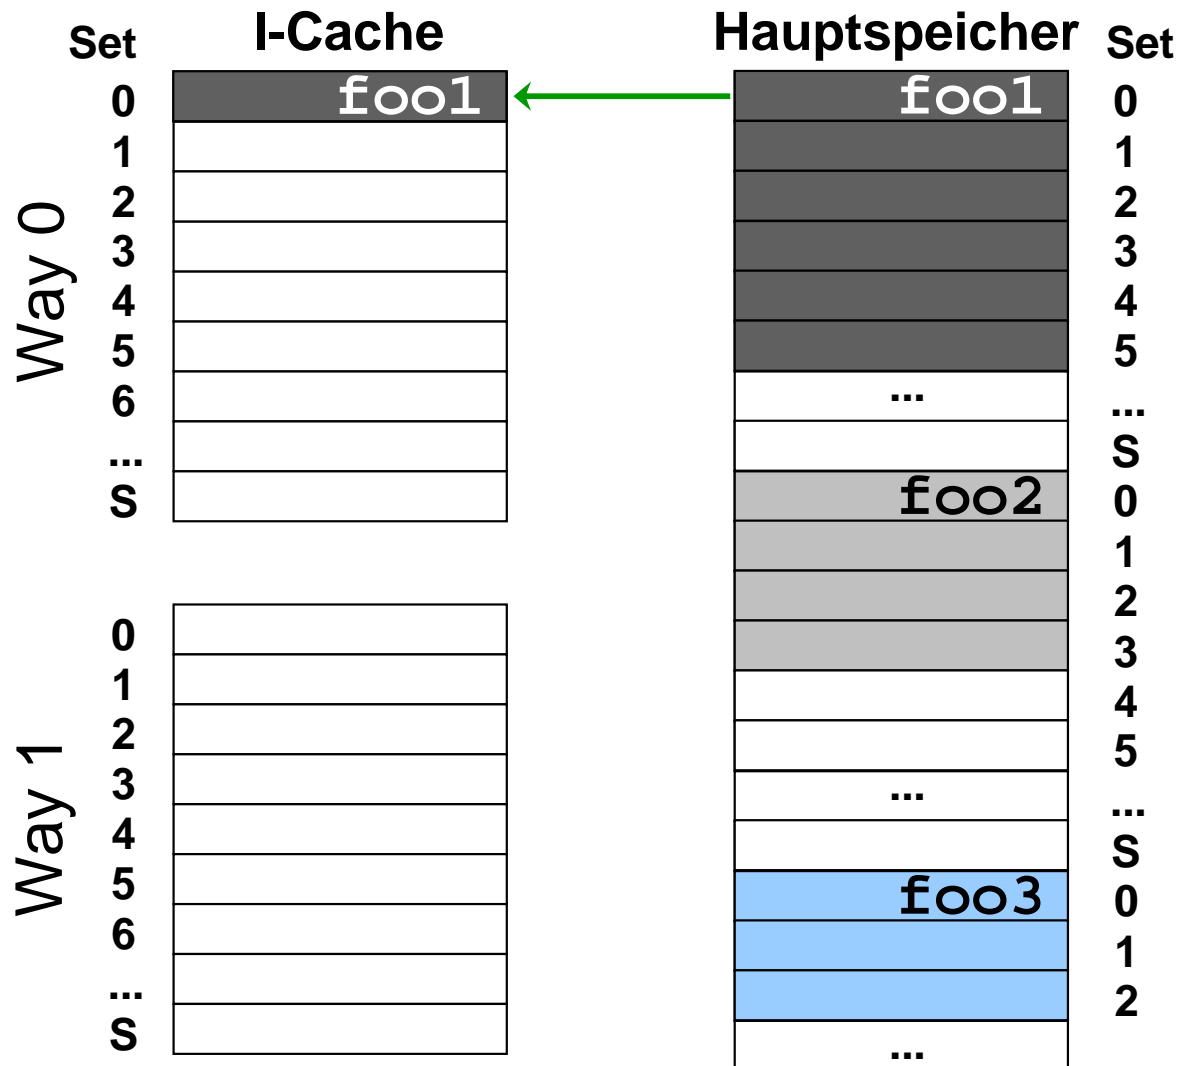 Set I-Cache Hauptspeicher Set
0 foo1 foo1 0
1 1
2 2
3 3
4 4
5 5
6 ... ...
... S
S foo2 0
1
0 2
1 3
2 4
3 5
4 ... ...
5 S
6 foo3 0
... 1
S 2
...
Way 0
Way 1